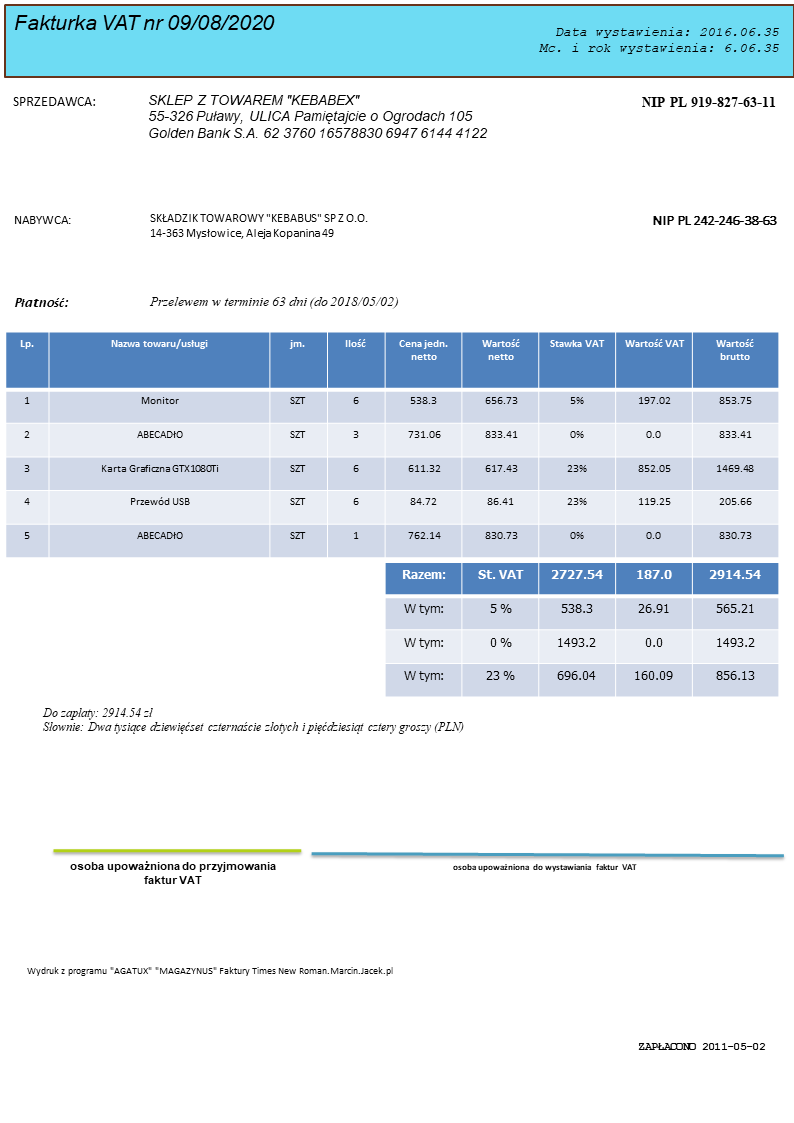 Fakturka VAT nr 09/08/2020
Data wystawienia: 2016.06.35
Mc. i rok wystawienia: 6.06.35
SPRZEDAWCA: SKLEP Z TOWAREM "KEBABEX" NIP PL 919-827-63-11
55-326 Puławy, ULICA Pamiętajcie o Ogrodach 105
Golden Bank S.A. 62 3760 16578830 6947 6144 4122
NABYWCA: SKŁADZIK TOWAROWY "KEBABUS" SP Z O.O. NIP PL 242-246-38-63
14-363 Mysłowice, Aleja Kopanina 49
Płatność: Przelewem w terminie 63 dni (do 2018/05/02)
Lp. Nazwa towaru/usługi jm. Ilość Cena jedn. netto Wartość netto Stawka VAT Wartość VAT Wartość brutto
1 Monitor SZT 6 538.3 656.73 5% 197.02 853.75
2 ABECADŁO SZT 3 731.06 833.41 0% 0.0 833.41
3 Karta Graficzna GTX1080Ti SZT 6 611.32 617.43 23% 852.05 1469.48
4 Przewód USB SZT 6 84.72 86.41 23% 119.25 205.66
5 ABECADŁO SZT 1 762.14 830.73 0% 0.0 830.73
Razem: St. VAT 2727.54 187.0 2914.54
W tym: 5 % 538.3 26.91 565.21
W tym: 0 % 1493.2 0.0 1493.2
W tym: 23 % 696.04 160.09 856.13
Do zapłaty: 2914.54 zl
Słownie: Dwa tysiące dziewięćset czternaście złotych i pięćdziesiąt cztery groszy (PLN)
osoba upoważniona do przyjmowania
faktur VAT
osoba upoważniona do wystawiania faktur VAT
Wydruk z programu "AGATUX" "MAGAZYNUS" Faktury Times New Roman.Marcin.Jacek.pl
ZAPŁACONO 2011-05-02